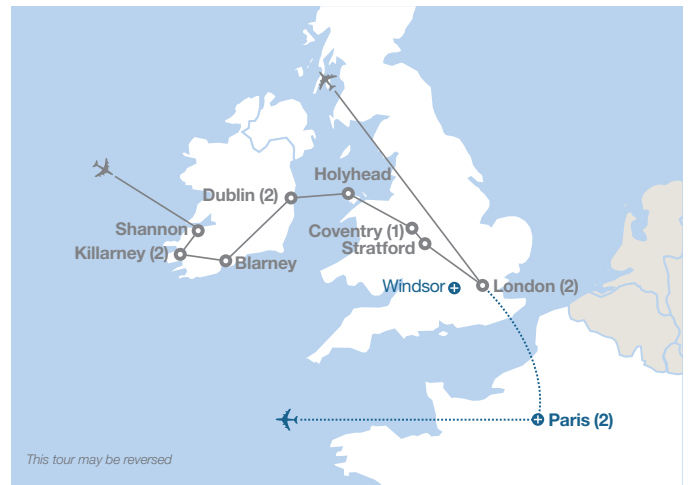 Holyhead
Dublin (2)
Shannon
Coventry (1)
Stratford
Killarney (2)
Blarney
Windsor
London (2)
Paris (2)
This tour may be reversed